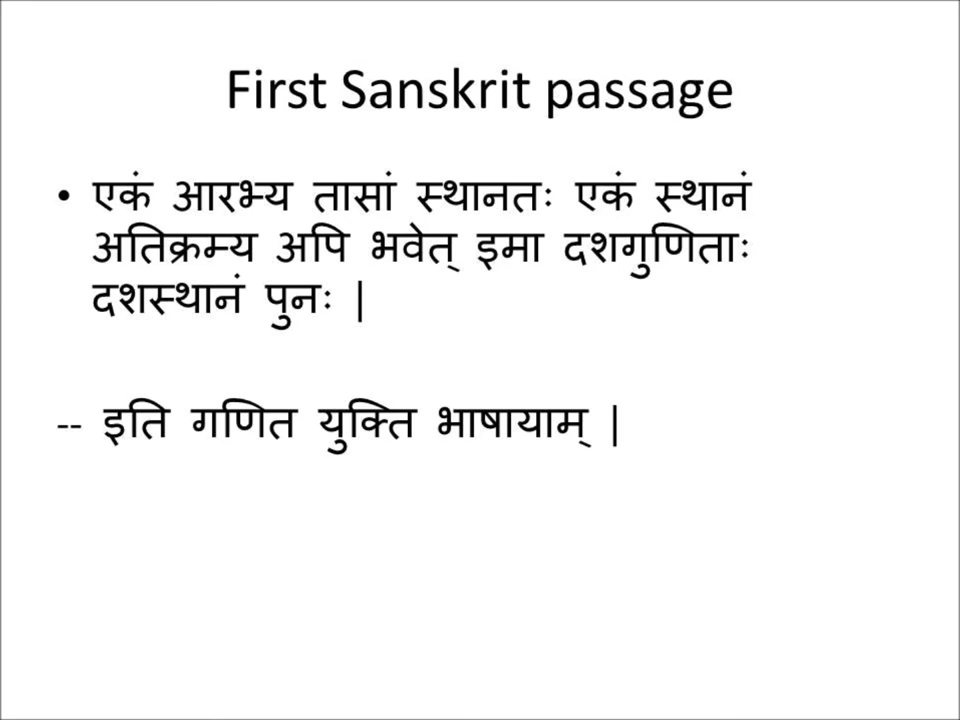 First Sanskrit passage
• एकं आरभ्य तासां स्थानतः एकं स्थानं
अतिक्रम्य अपि भवेत् इमा दशगुणिताः
दशस्थानं पुनः |
-- इति गणित युक्ति भाषायाम् |